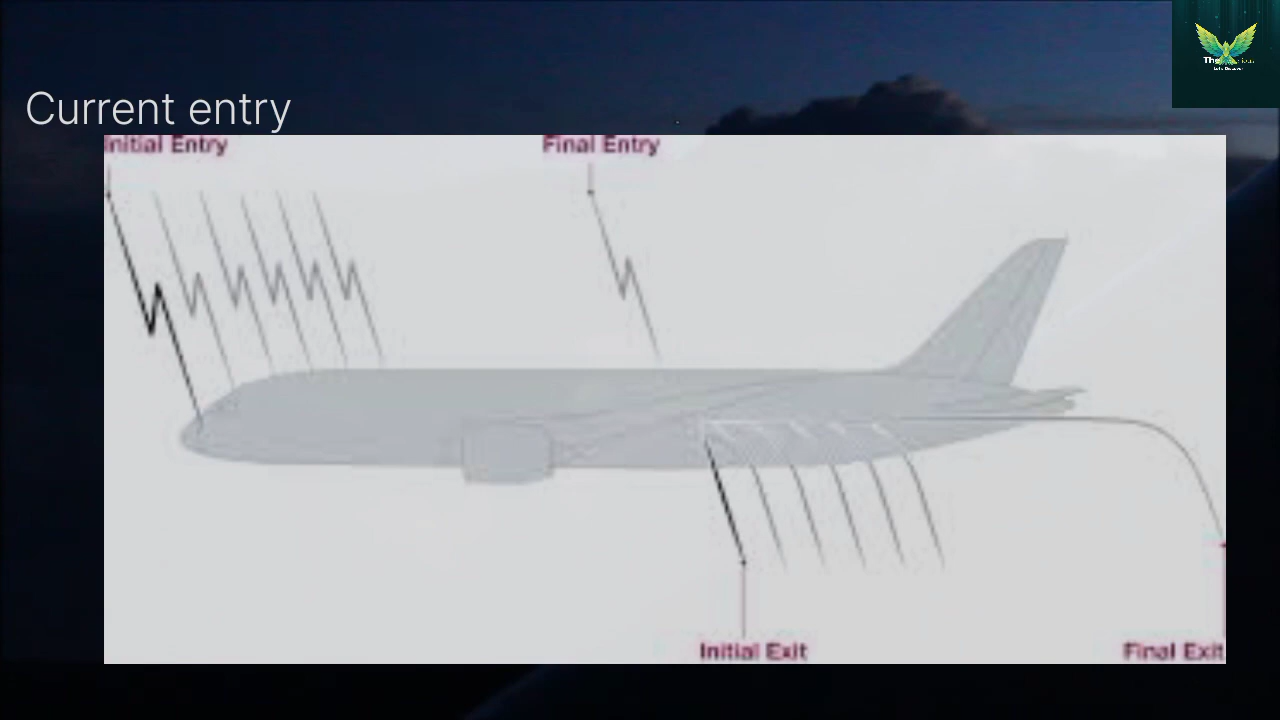 Current entry
Initial Entry
Final Entry
Initial Exit
Final Exit